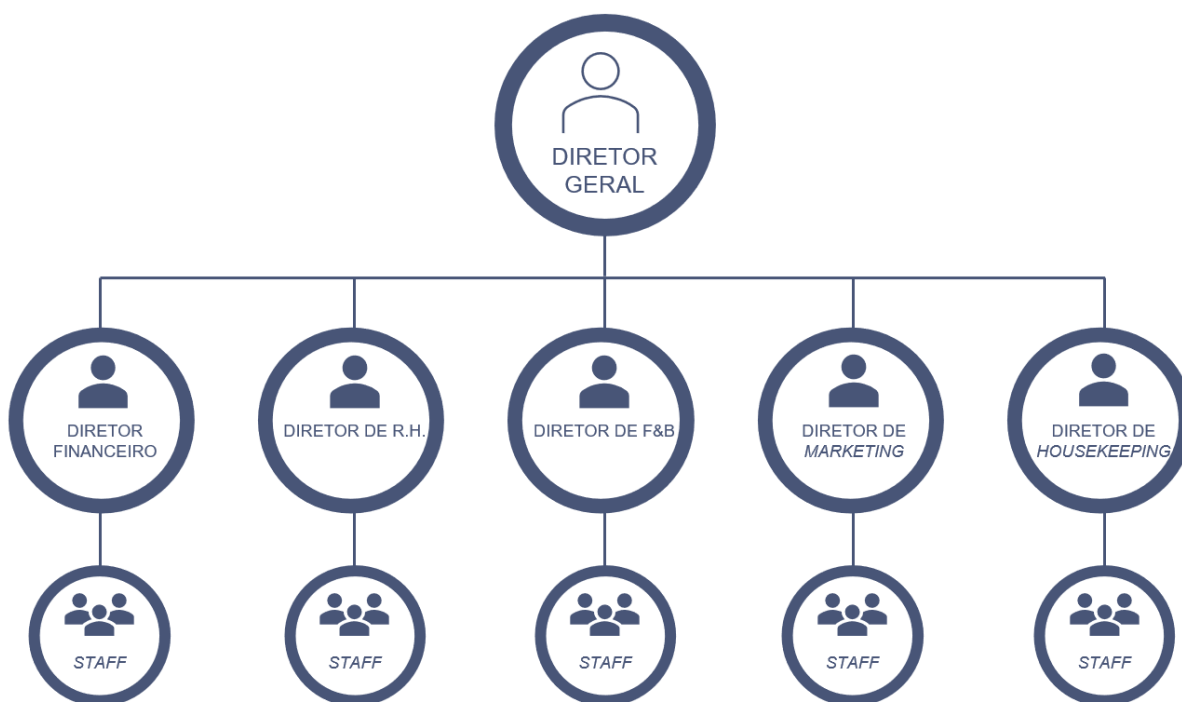 DIRETOR
GERAL
DIRETOR
FINANCEIRO
DIRETOR DE R.H.
DIRETOR DE F&B
DIRETOR DE
MARKETING
DIRETOR DE
HOUSEKEEPING
STAFF
STAFF
STAFF
STAFF
STAFF